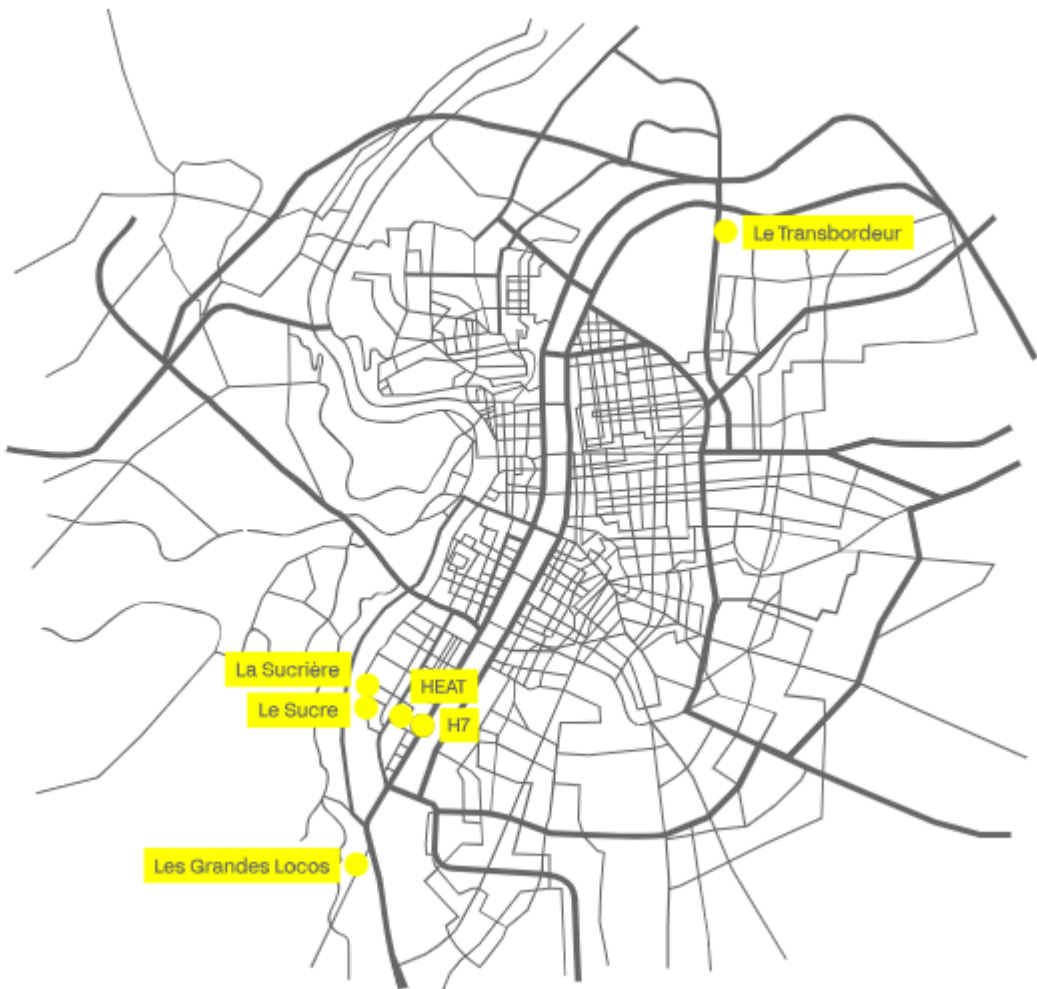 Le Transbordeur
La Sucrière
HEAT
Le Sucre
H7
Les Grandes Locos